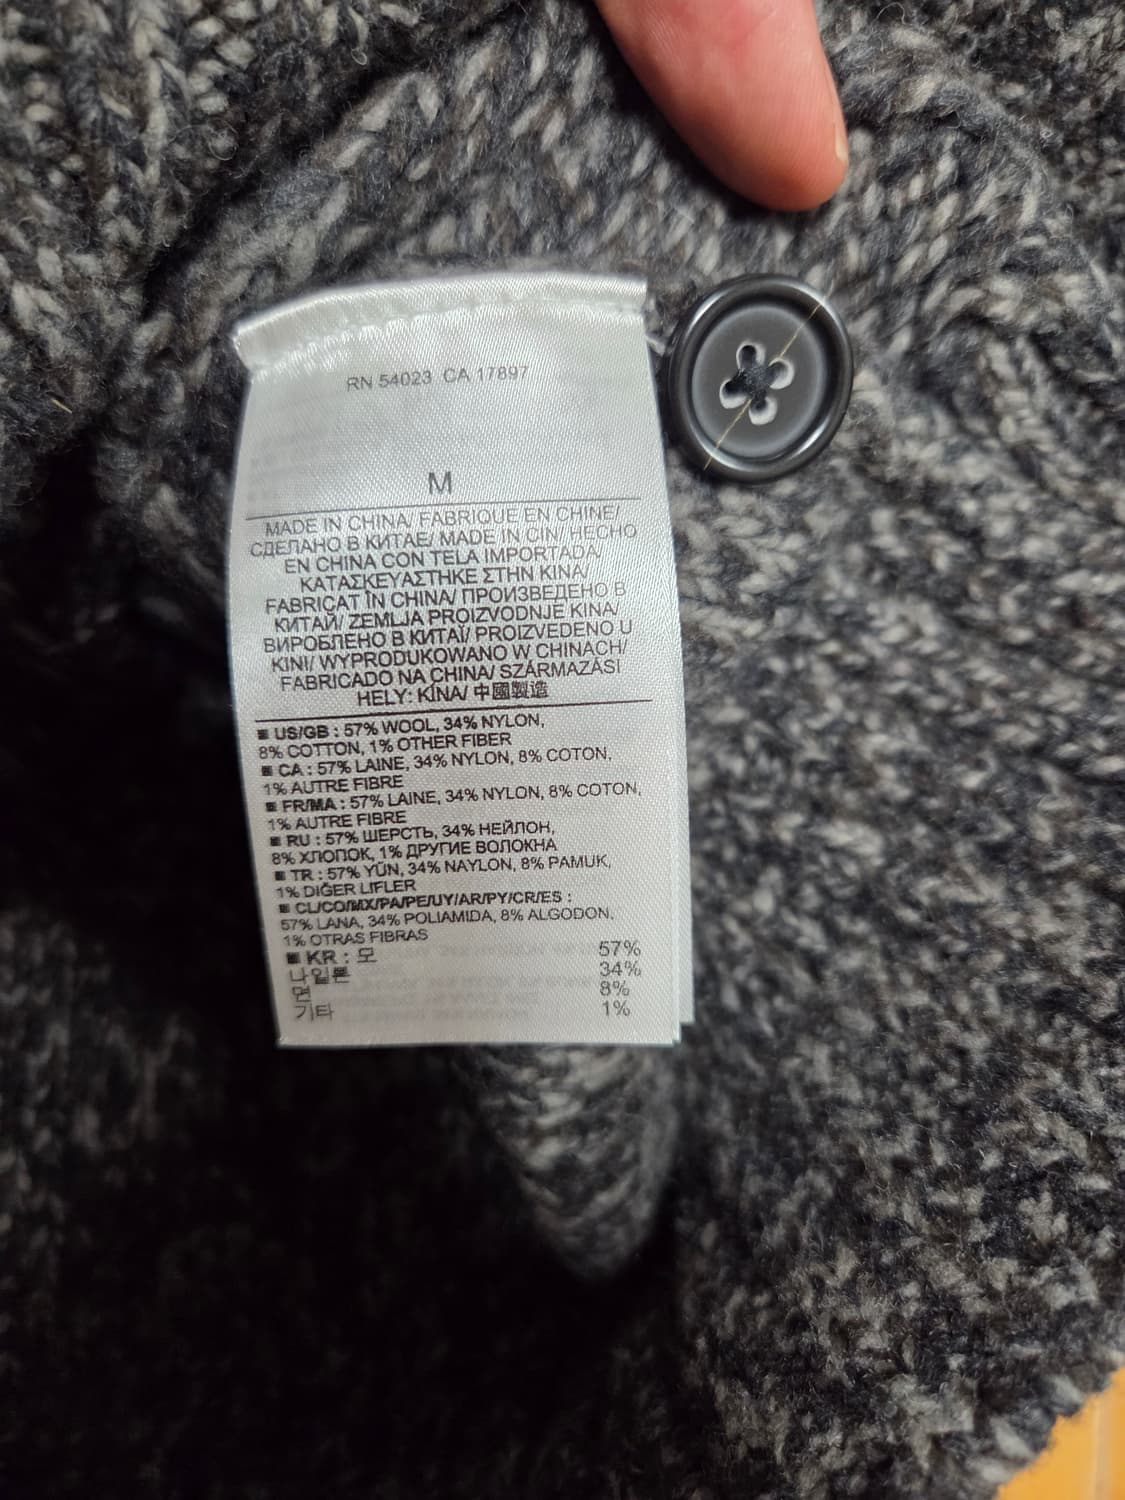 RN 54023 CA 17897
M
MADE IN CHINA/ FABRIQUE EN CHINE/
СДЕЛАНО В КИТАЕ/ MADE IN CIN/ HECHO
EN CHINA CON TELA IMPORTADA/
ΚΑΤΑΣΚΕΥΑΣΤΗΚΕ ΣΤΗΝ ΚΙΝΑ/
FABRICAT ÎN CHINA/ ПРОИЗВЕДЕНО В
КИТАЙ/ ZEMLJA PROIZVODNJE KINA/
ВИРОБЛЕНО В КИТАЇ/ PROIZVEDENO U
KINI/ WYPRODUKOWANO W CHINACH/
FABRICADO NA CHINA/ SZÁRMAZÁSI
HELY: KÍNA/ 中國製造
■ US/GB : 57% WOOL, 34% NYLON,
8% COTTON, 1% OTHER FIBER
■ CA : 57% LAINE, 34% NYLON, 8% COTON,
1% AUTRE FIBRE
■ FR/MA : 57% LAINE, 34% NYLON, 8% COTON,
1% AUTRE FIBRE
■ RU : 57% ШЕРСТЬ, 34% НЕЙЛОН,
8% ХЛОПОК, 1% ДРУГИЕ ВОЛОКНА
■ TR : 57% YÜN, 34% NAYLON, 8% PAMUK,
1% DİĞER LIFLER
■ CL/CO/MX/PA/PE/UY/AR/PY/CR/ES :
57% LANA, 34% POLIAMIDA, 8% ALGODON,
1% OTRAS FIBRAS
■ KR : 모 57%
나일론 34%
면 8%
기타 1%